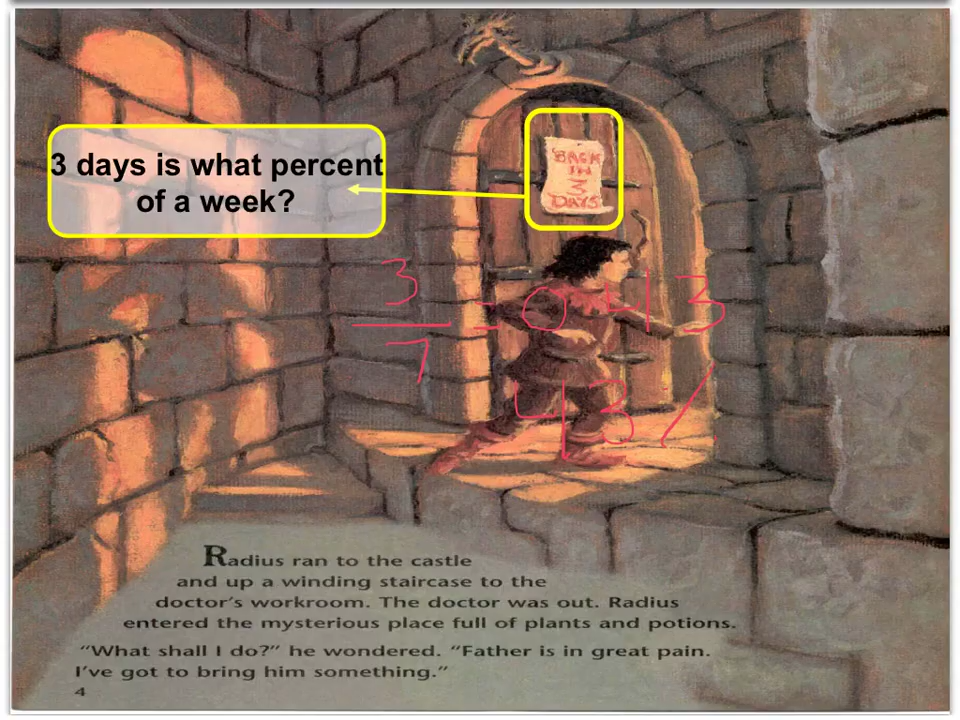 3 days is what percent
of a week?
BACK
IN
3
DAYS
3
7
= 0 43
43%
Radius ran to the castle
and up a winding staircase to the
doctor's workroom. The doctor was out. Radius
entered the mysterious place full of plants and potions.
"What shall I do?" he wondered. "Father is in great pain.
I've got to bring him something."
4